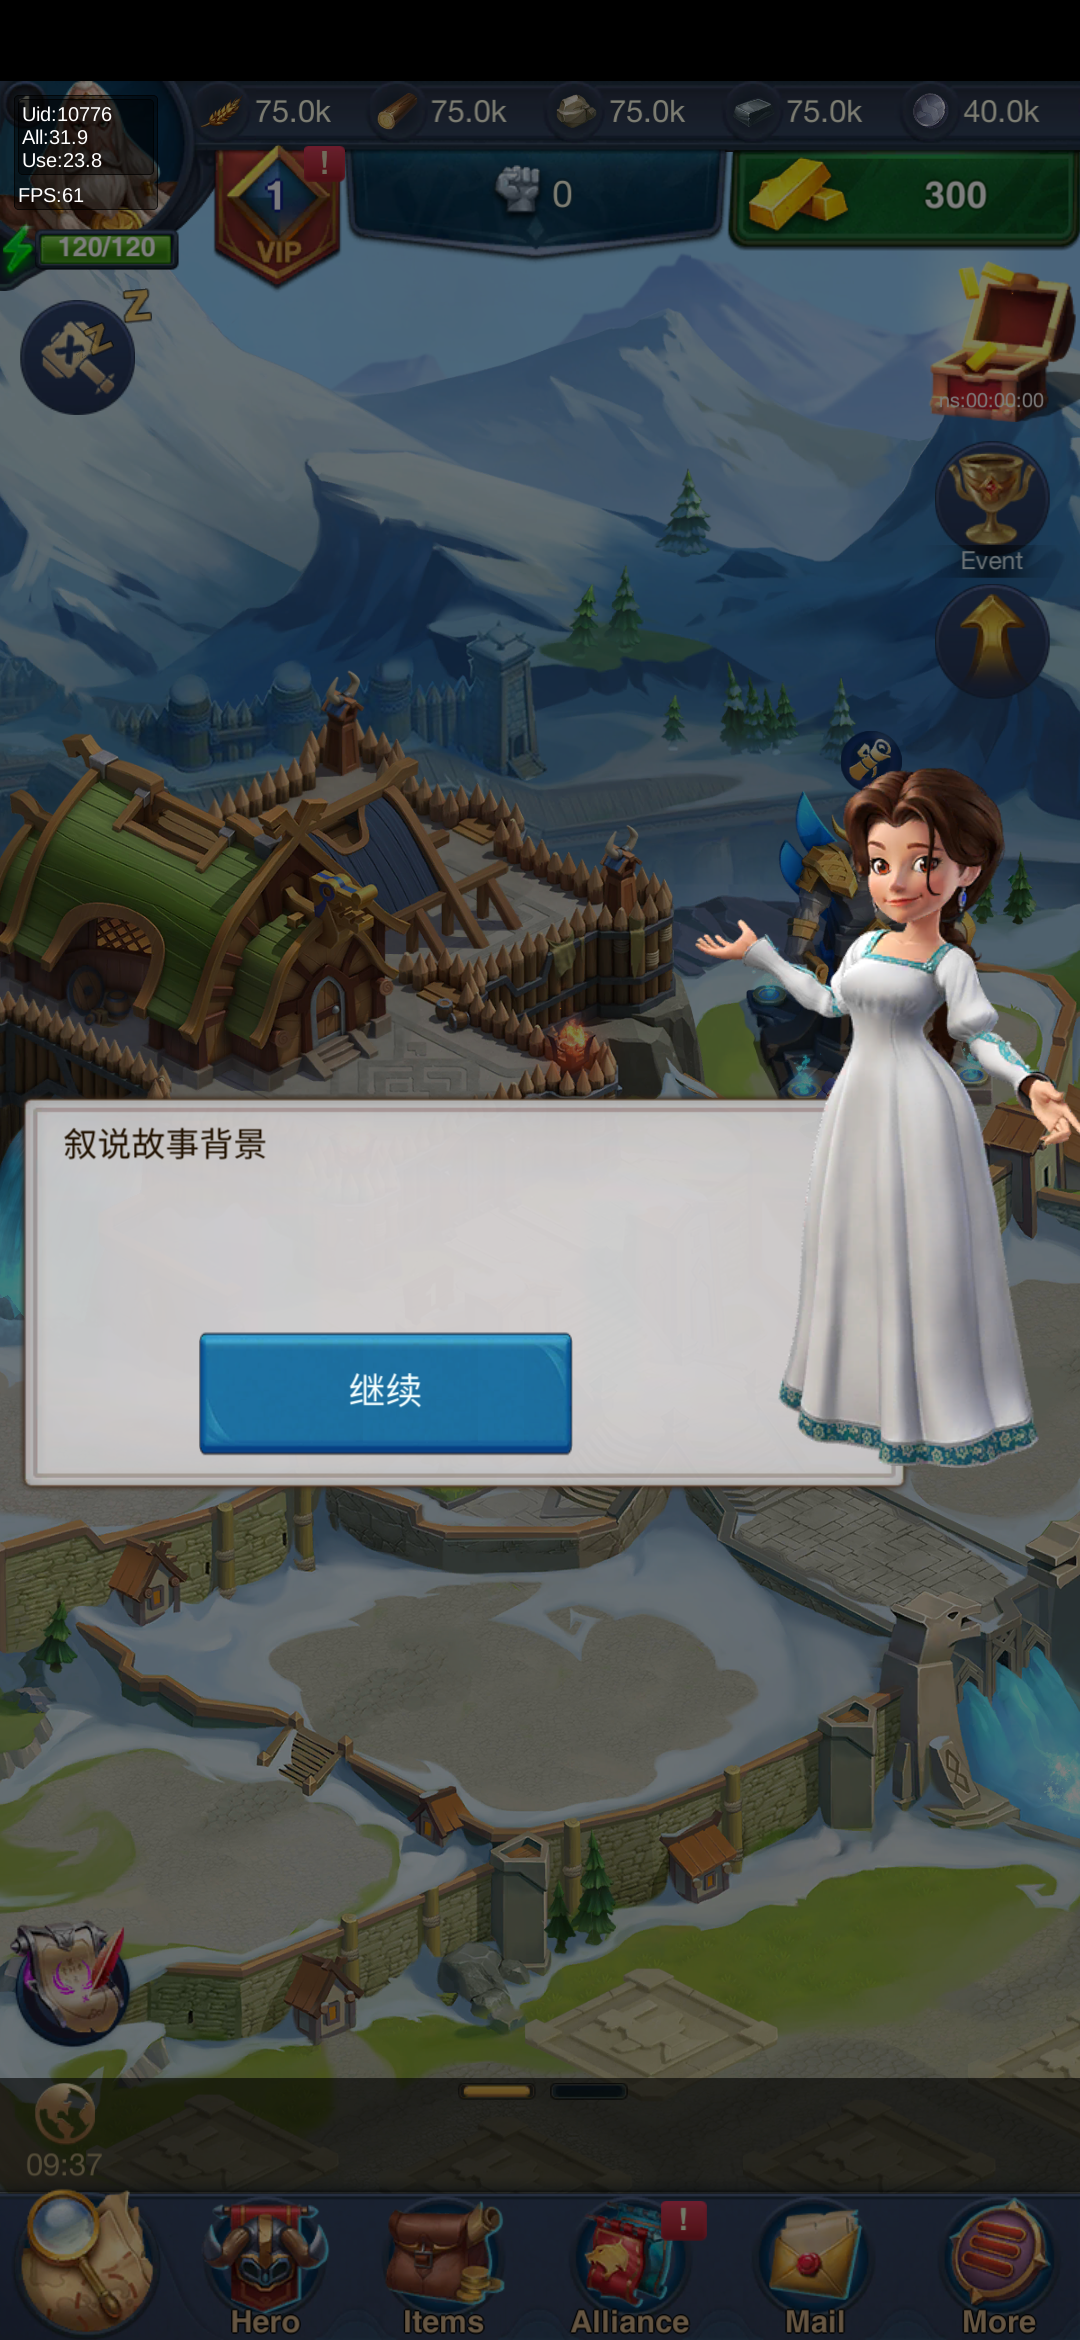 Uid:10776
All:31.9
Use:23.8
FPS:61
75.0k
75.0k
75.0k
75.0k
40.0k
120/120
1
VIP
!
0
300
z
z
ns:00:00:00
Event
叙说故事背景
继续
09:37
Hero
Items
Alliance
!
Mail
More